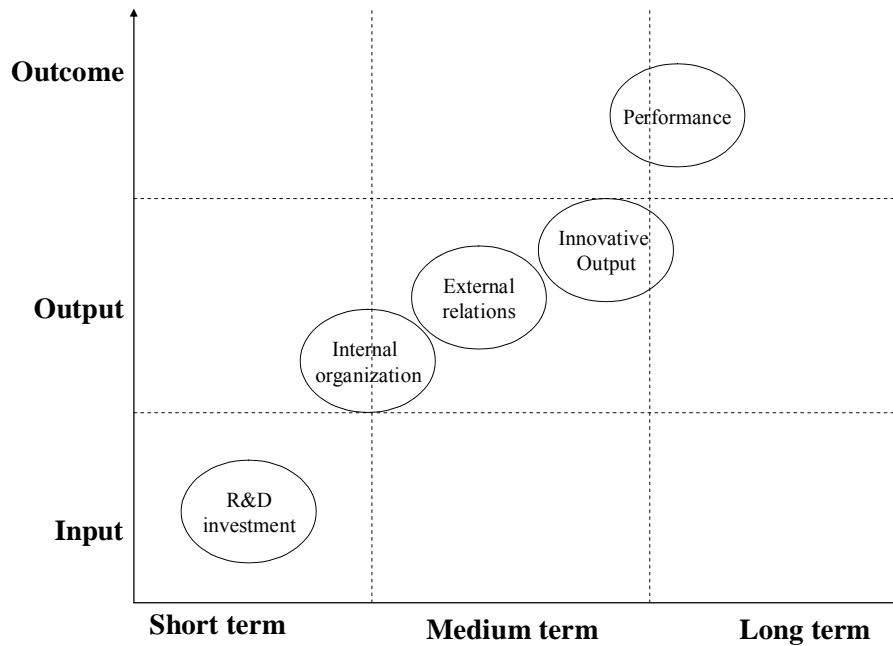 Outcome
Performance
Innovative
Output
External
relations
Output
Internal
organization
R&D
investment
Input
Short term
Medium term
Long term